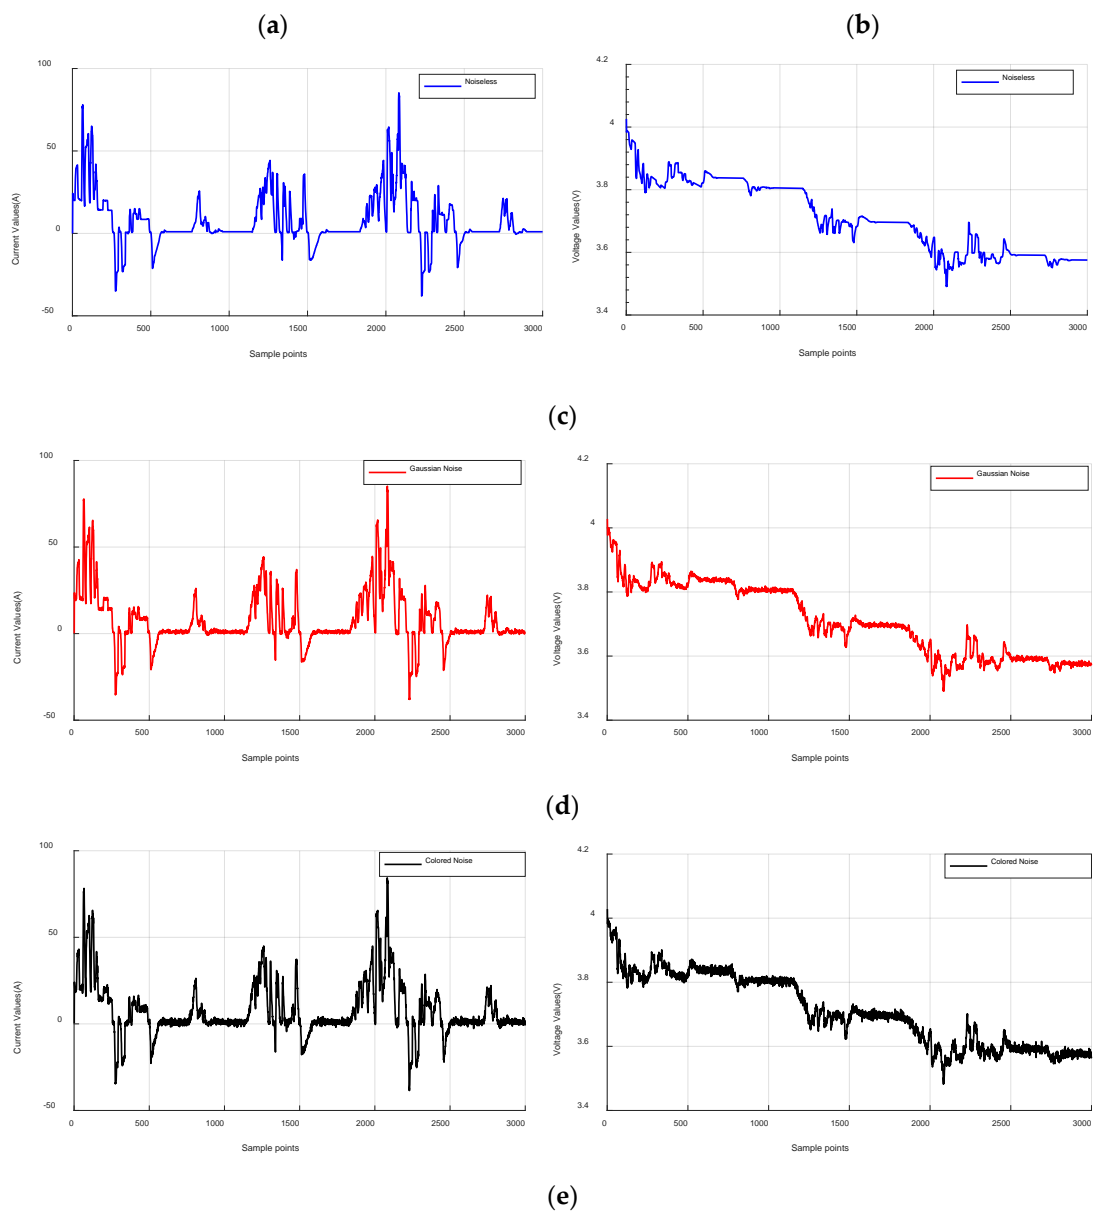 (a)
(b)
100
50
0
-50
Current Values(A)
Noiseless
0 500 1000 1500 2000 2500 3000
Sample points
4.2
4
3.8
3.6
3.4
Voltage Values(V)
Noiseless
0 500 1000 1500 2000 2500 3000
Sample points
(c)
100
50
0
-50
Current Values(A)
Gaussian Noise
0 500 1000 1500 2000 2500 3000
Sample points
4.2
4
3.8
3.6
3.4
Voltage Values(V)
Gaussian Noise
0 500 1000 1500 2000 2500 3000
Sample points
(d)
100
50
0
-50
Current Values(A)
Colored Noise
0 500 1000 1500 2000 2500 3000
Sample points
4.2
4
3.8
3.6
3.4
Voltage Values(V)
Colored Noise
0 500 1000 1500 2000 2500 3000
Sample points
(e)